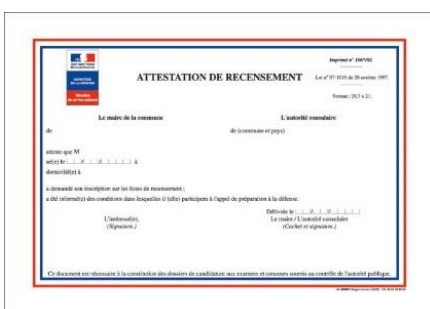 Imprimé n° 106*/02.
ATTESTATION DE RECENSEMENT
Loi n° 97-1019 du 28 octobre 1997.
Format : 29,7 x 21.
Le maire de la commune
L'autorité consulaire
de
de (commune et pays)
atteste que M
né(e) le à
domicilié(e) à
a demandé son inscription sur les listes de recensement ;
a été informé(e) des conditions dans lesquelles il (elle) participera à l'appel de préparation à la défense.
Délivrée le
L'intéressé(e),
Le maire / L'autorité consulaire
(Signature.)
(Cachet et signature.)
Ce document est nécessaire à la constitution des dossiers de candidature aux examens et concours soumis au contrôle de l'autorité publique.